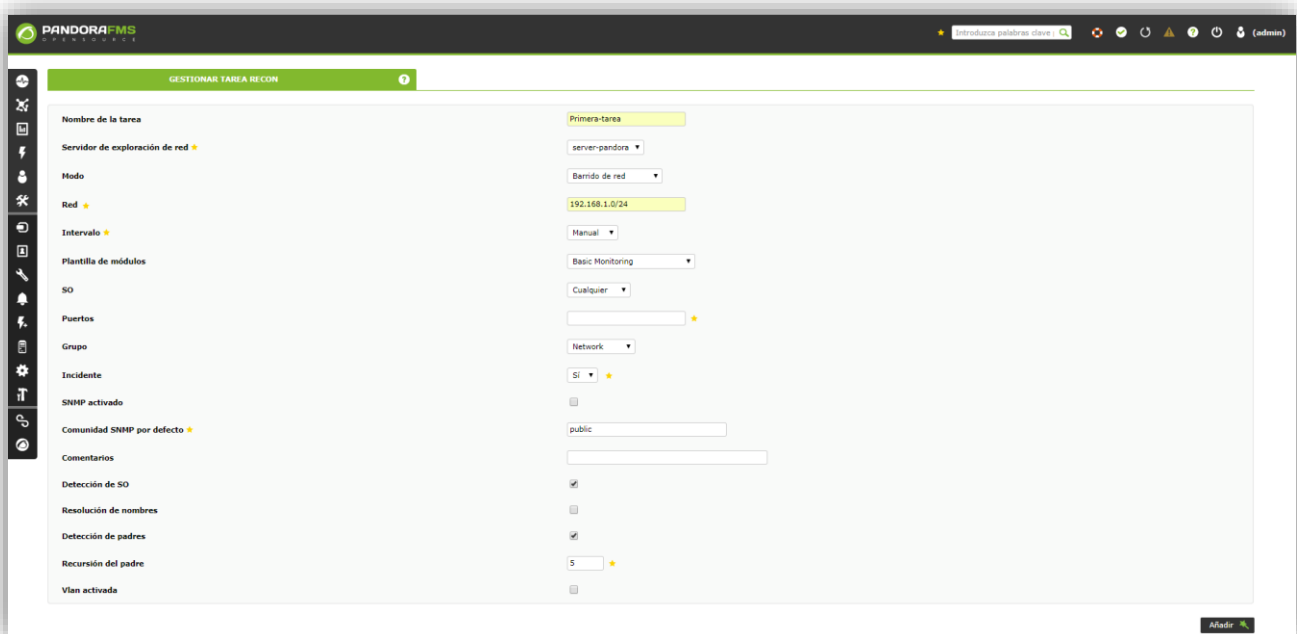 PANDORAFMS
OPENSOURCE
Introduzca palabras clave
(admin)
GESTIONAR TAREA RECON
Nombre de la tarea Primera-tarea
Servidor de exploración de red server-pandora
Modo Barrido de red
Red 192.168.1.0/24
Intervalo Manual
Plantilla de módulos Basic Monitoring
SO Cualquier
Puertos
Grupo Network
Incidente Sí
SNMP activado
Comunidad SNMP por defecto public
Comentarios
Detección de SO
Resolución de nombres
Detección de padres
Recursión del padre 5
Vlan activada
Añadir